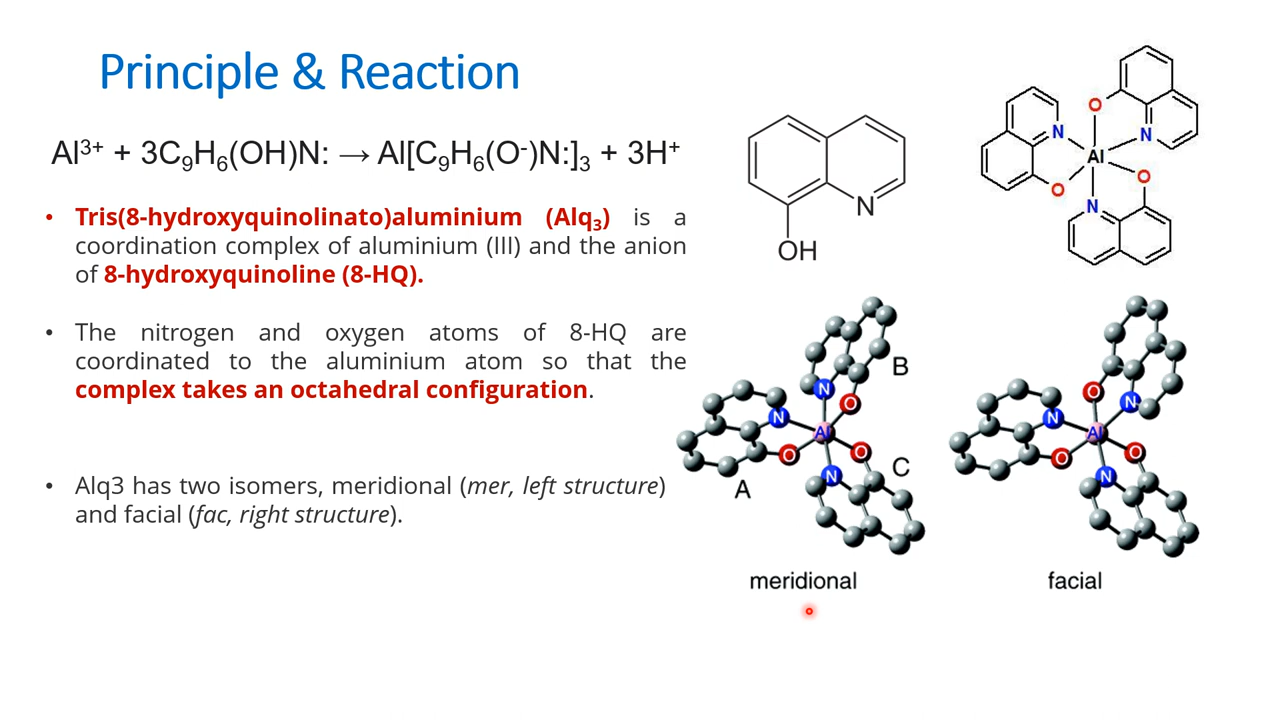 Principle & Reaction
Al³⁺ + 3C₉H₆(OH)N: → Al[C₉H₆(O⁻)N:]₃ + 3H⁺
• Tris(8-hydroxyquinolinato)aluminium (Alq₃) is a
coordination complex of aluminium (III) and the anion
of 8-hydroxyquinoline (8-HQ).
• The nitrogen and oxygen atoms of 8-HQ are
coordinated to the aluminium atom so that the
complex takes an octahedral configuration.
• Alq3 has two isomers, meridional (mer, left structure)
and facial (fac, right structure).
N
OH
O
N
N
Al
O
O
N
B
N
O
N
Al
O
O
N
C
A
meridional
O
N
N
Al
O
O
N
facial